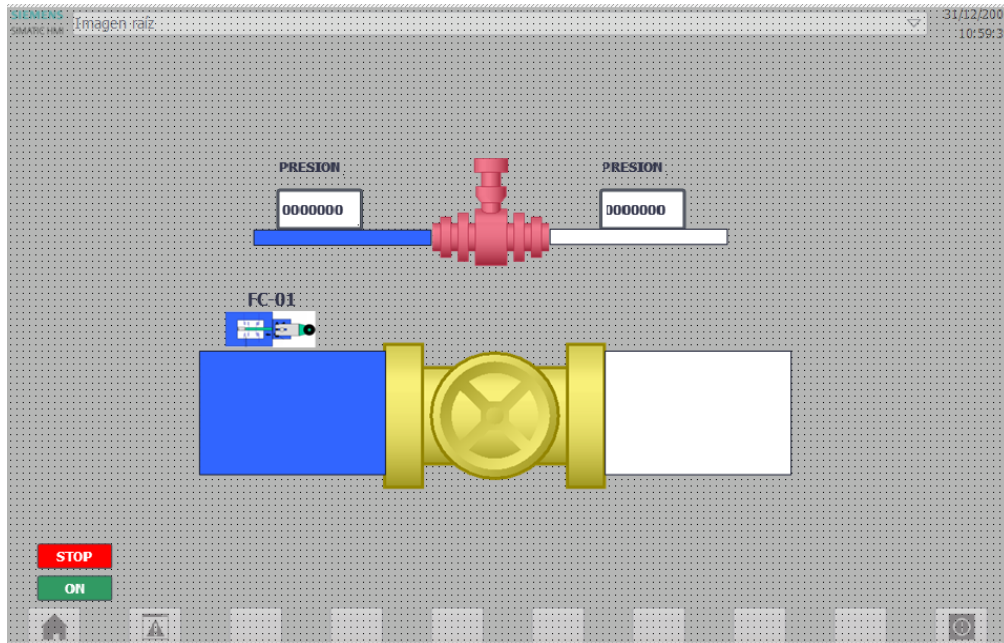 SIEMENS
SIMATIC HMI
Imagen raíz
31/12/200
10:59:3
PRESION
PRESION
0000000
0000000
FC-01
STOP
ON